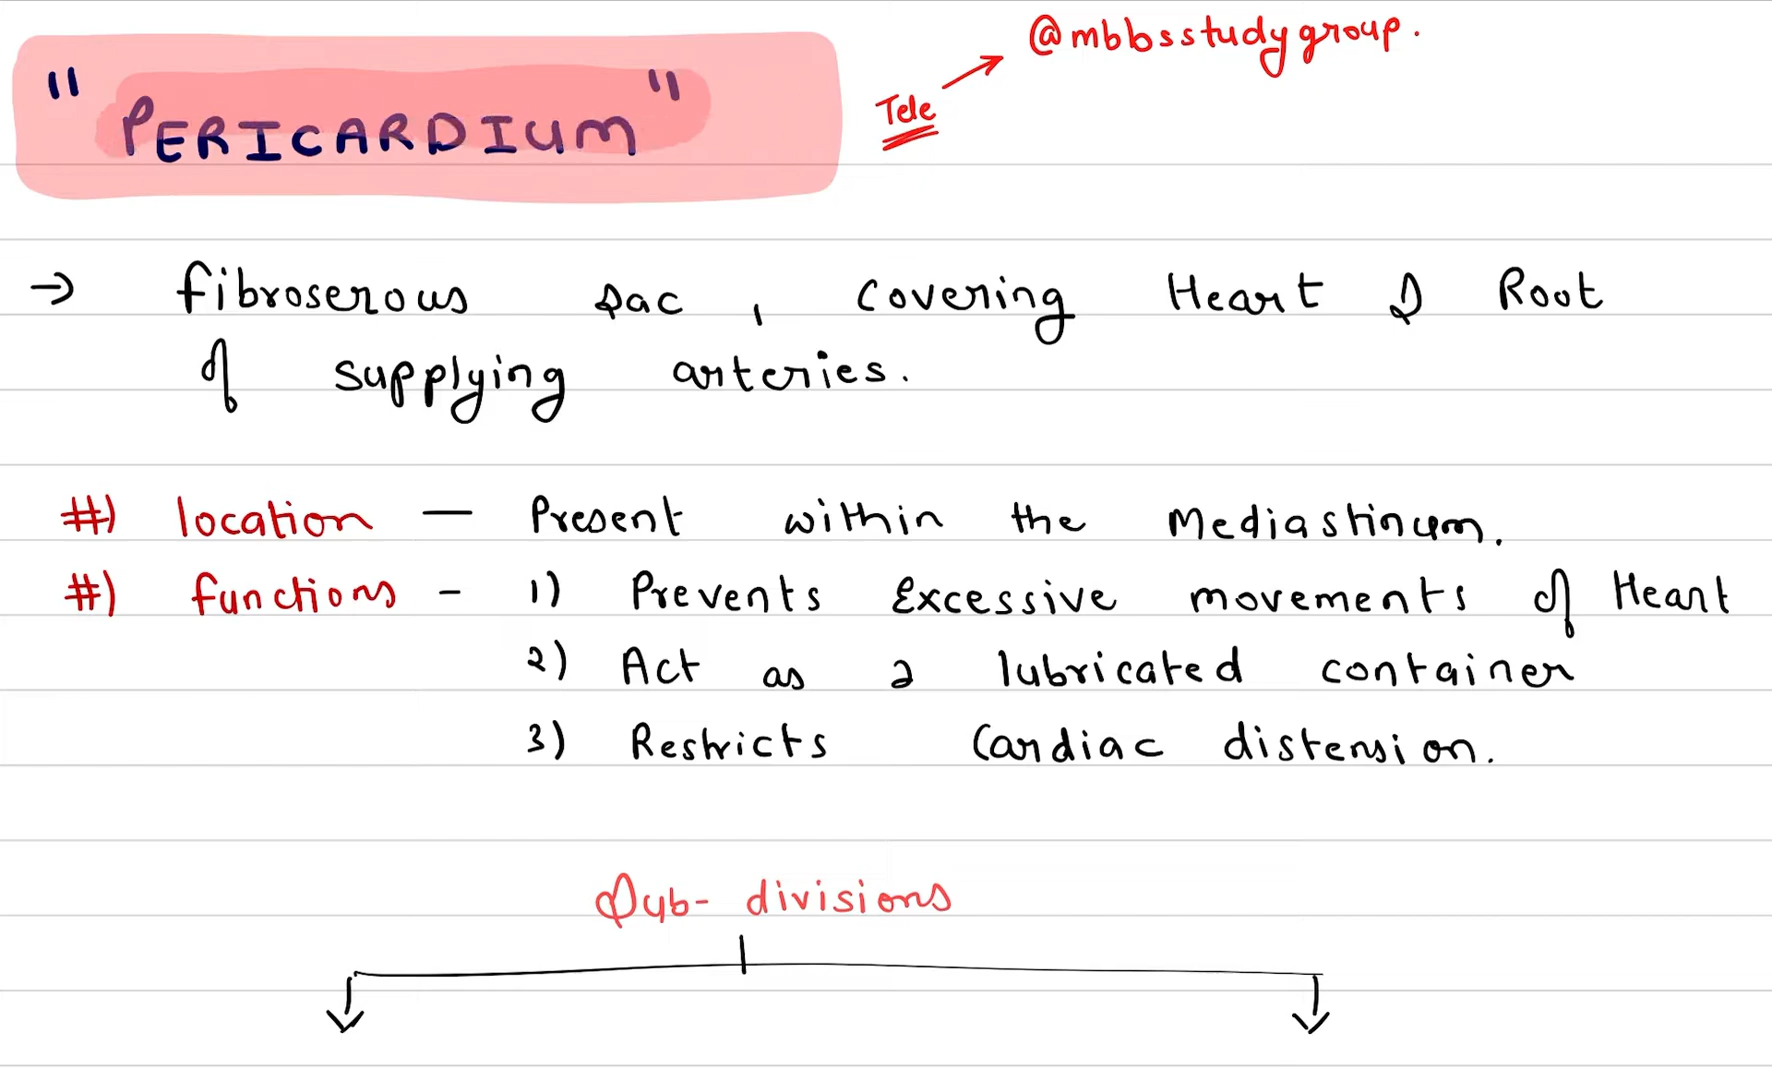 @mbbsstudygroup.
Tele
"PERICARDIUM"
→ fibroserous sac, covering Heart & Root
of supplying arteries.
#) location — Present within the Mediastinum.
#) functions - 1) Prevents Excessive movements of Heart
2) Act as a lubricated container
3) Restricts Cardiac distension.
Sub-divisions